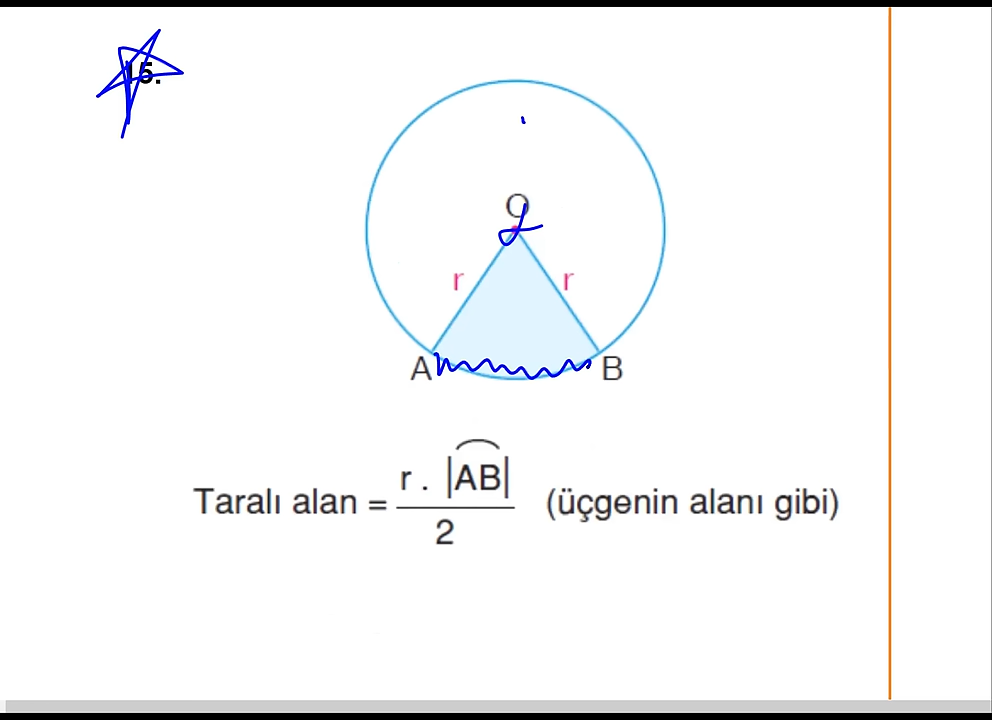 15.
O
r r
A B
Taralı alan = r . |AB| / 2 (üçgenin alanı gibi)